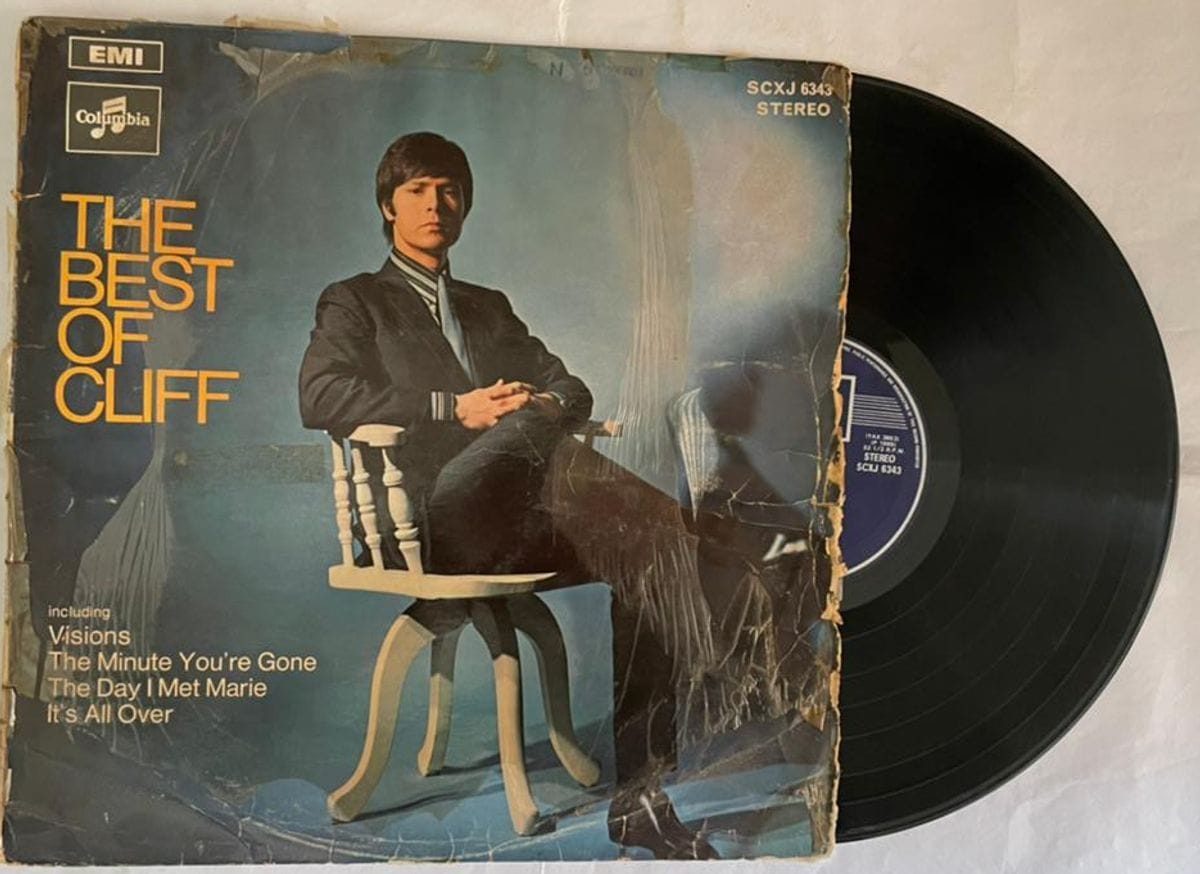 EMI
Columbia
SCXJ 6343
STEREO
THE
BEST
OF
CLIFF
including
Visions
The Minute You're Gone
The Day I Met Marie
It's All Over
STEREO
SCXJ 6343